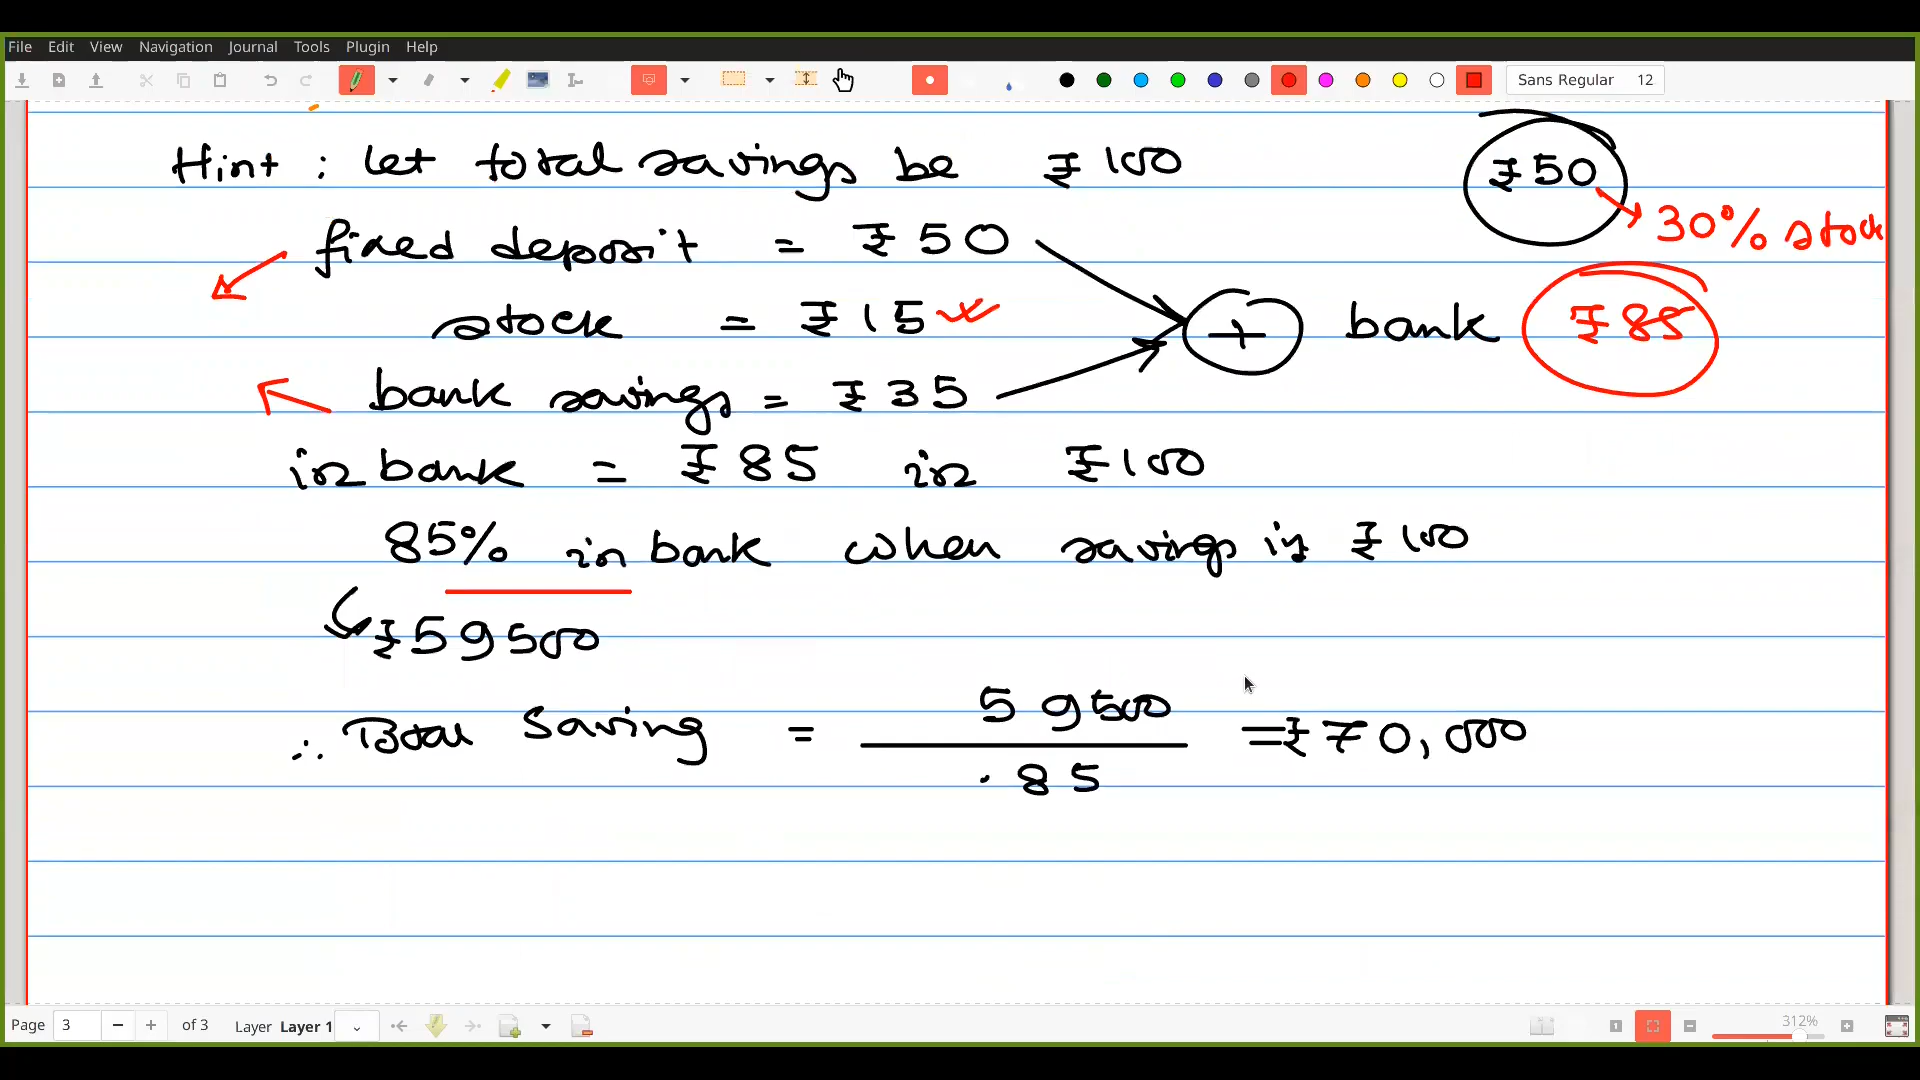 File Edit View Navigation Journal Tools Plugin Help
Sans Regular 12
Hint : let total savings be ₹100
₹50
30% stock
fixed deposit = ₹50
stock = ₹15
+ bank ₹85
bank savings = ₹35
in bank = ₹85 in ₹100
85% in bank when savings is ₹100
₹59500
∴ Total Saving = 59500 / .85 = ₹70,000
Page 3 − + of 3 Layer Layer 1
312%